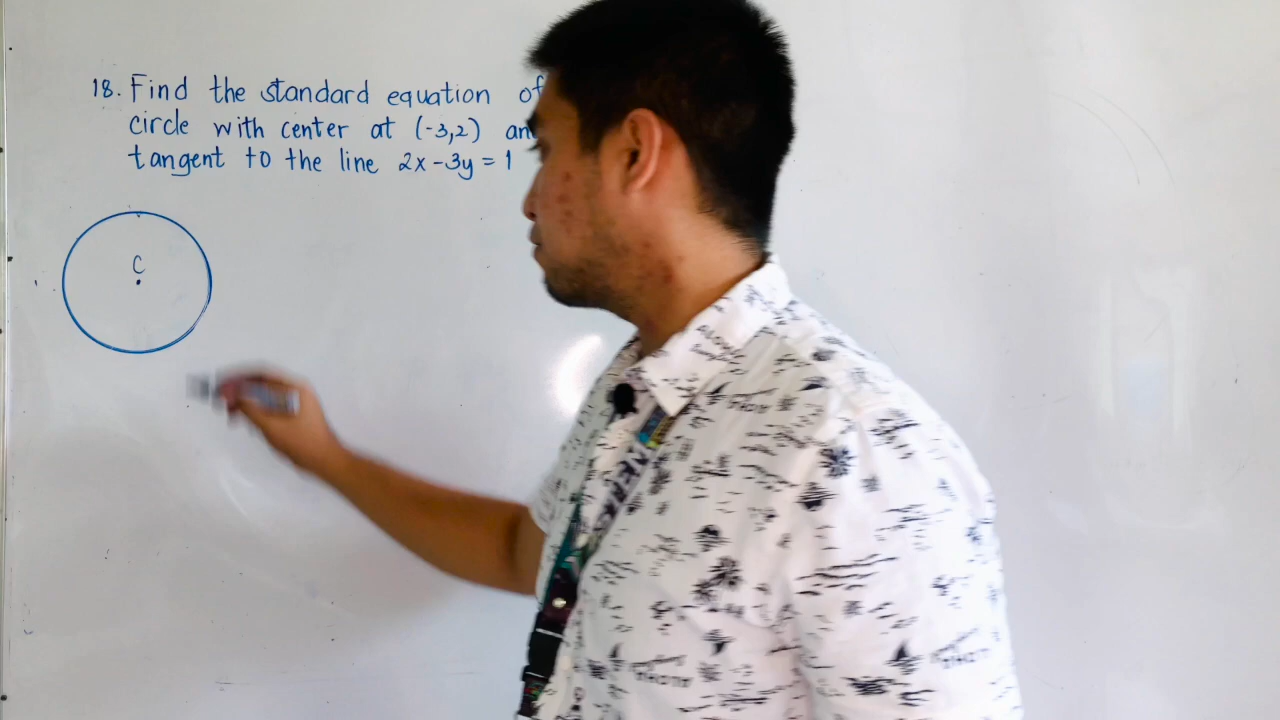 18. Find the standard equation of
circle with center at (-3,2)
tangent to the line 2x-3y = 1
C